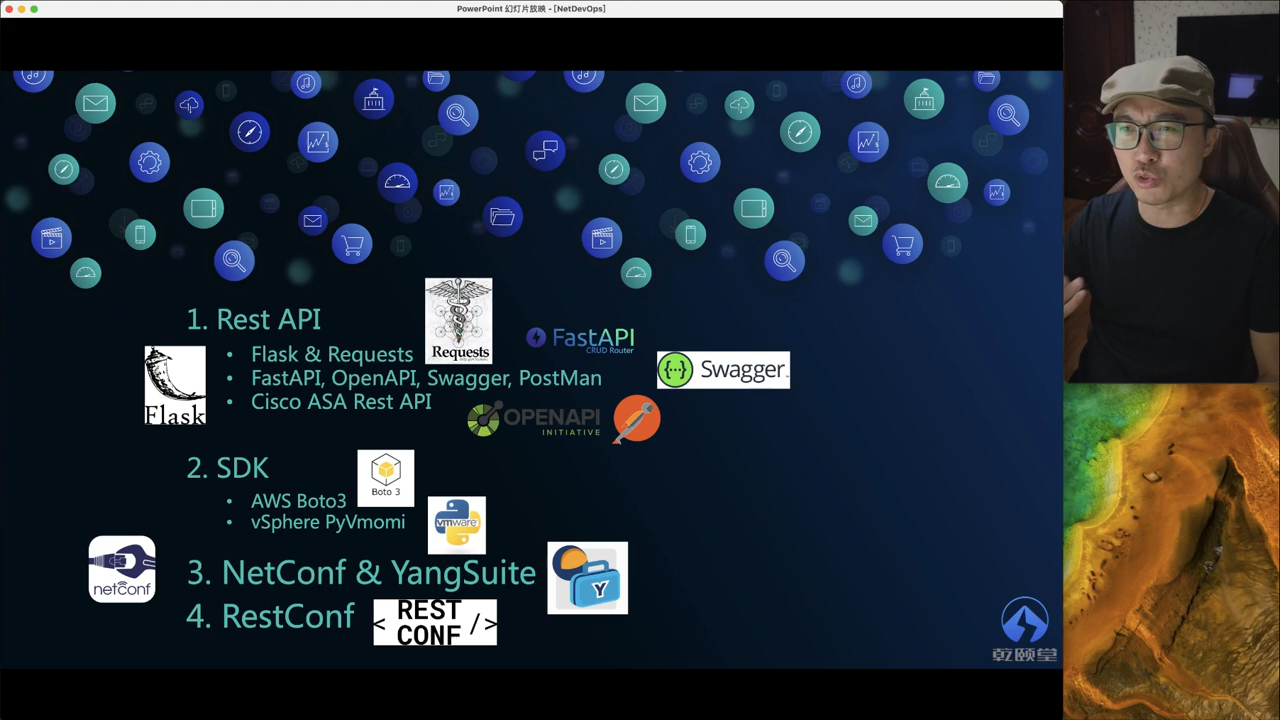 PowerPoint 幻灯片放映 - [NetDevOps]
1. Rest API
Requests
FastAPI
CRUD Router
• Flask & Requests
• FastAPI, OpenAPI, Swagger, PostMan
Swagger
• Cisco ASA Rest API
Flask
OPENAPI
INITIATIVE
2. SDK
Boto 3
• AWS Boto3
• vSphere PyVmomi
vmware
netconf
3. NetConf & YangSuite
Y
4. RestConf
< REST CONF />
乾颐堂